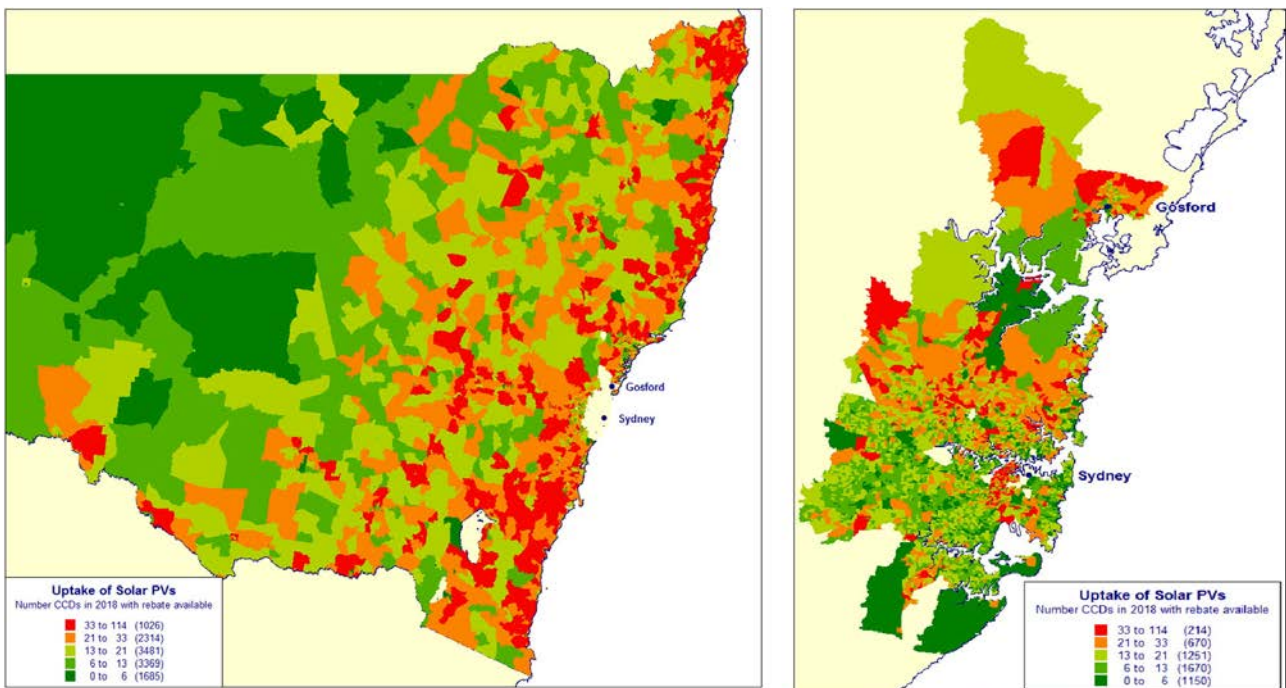 Gosford
Sydney
Uptake of Solar PVs
Number CCDs in 2018 with rebate available
33 to 114 (1026)
21 to 33 (2314)
13 to 21 (3481)
6 to 13 (3369)
0 to 6 (1685)
Gosford
Sydney
Uptake of Solar PVs
Number CCDs in 2018 with rebate available
33 to 114 (214)
21 to 33 (670)
13 to 21 (1251)
6 to 13 (1670)
0 to 6 (1150)